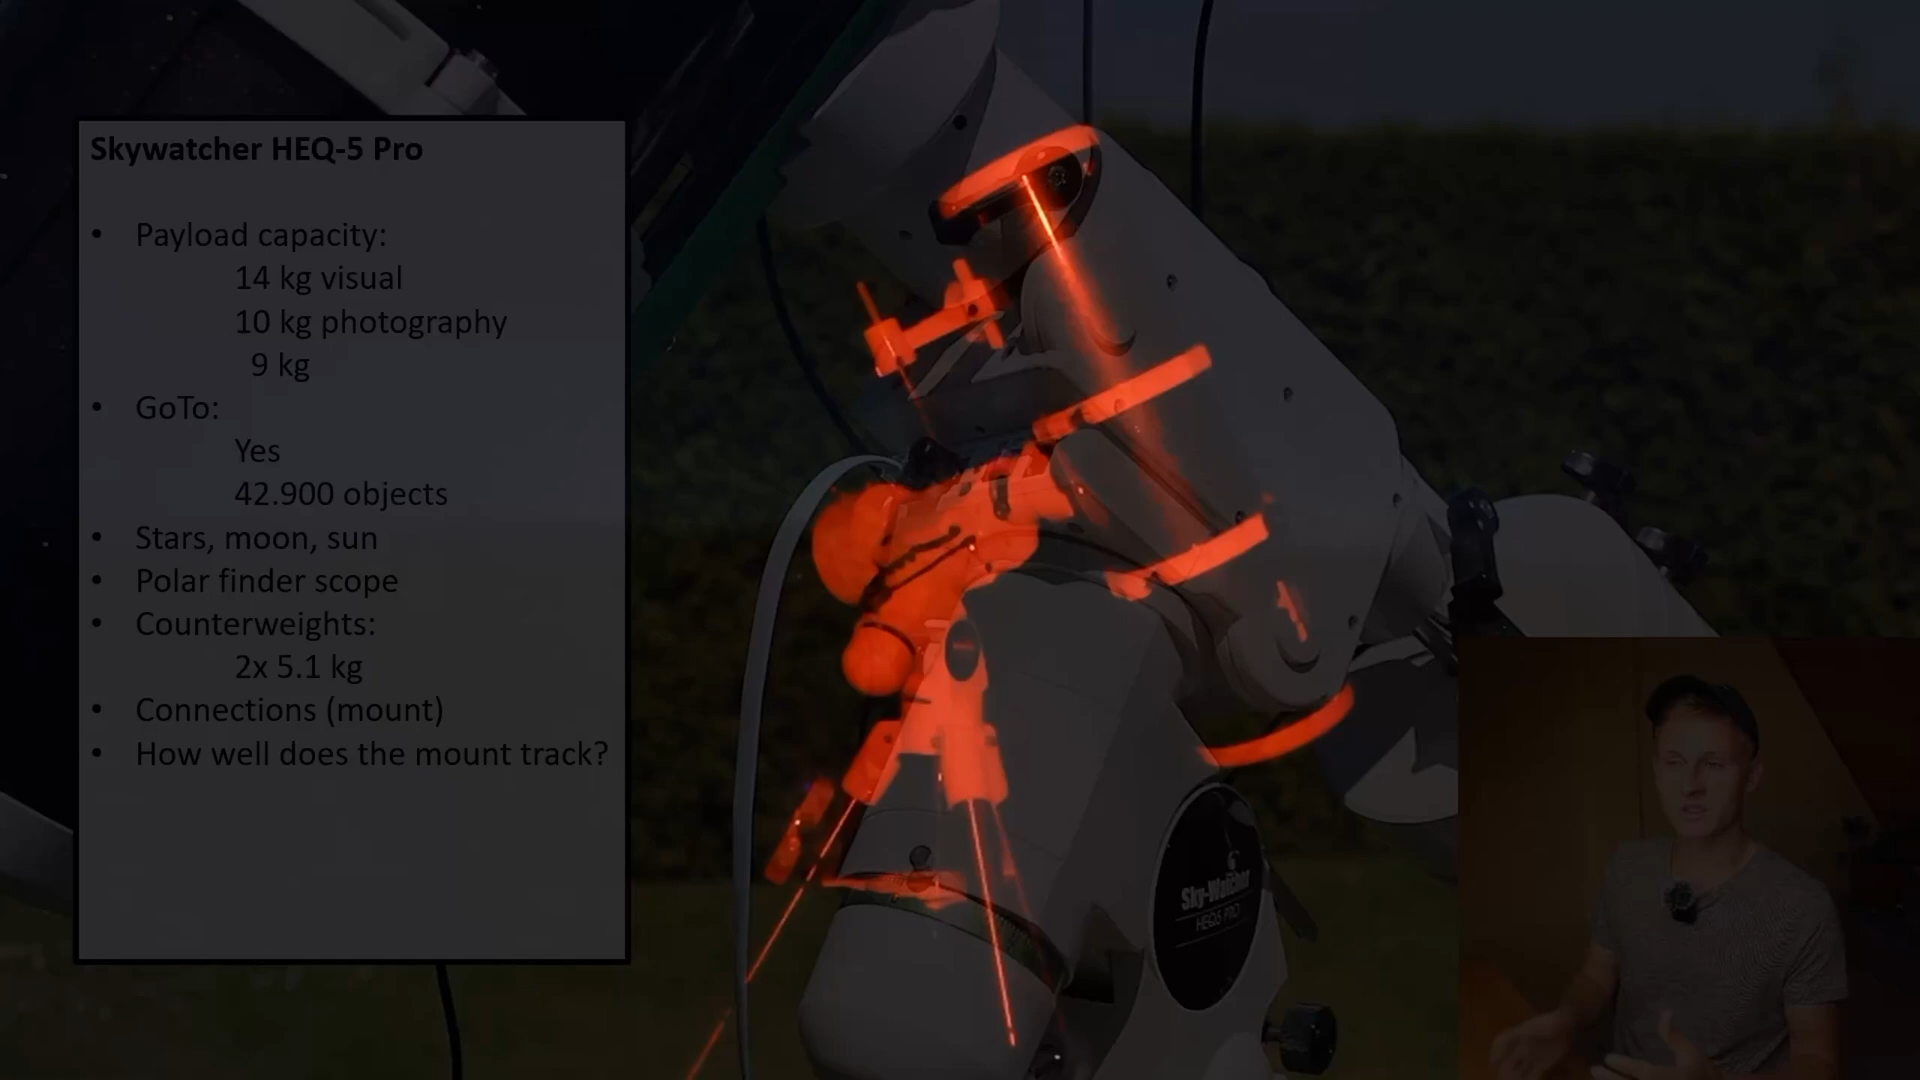 Skywatcher HEQ-5 Pro
• Payload capacity:
14 kg visual
10 kg photography
9 kg
• GoTo:
Yes
42.900 objects
• Stars, moon, sun
• Polar finder scope
• Counterweights:
2x 5.1 kg
• Connections (mount)
• How well does the mount track?
Sky-Watcher
HEQ5 PRO